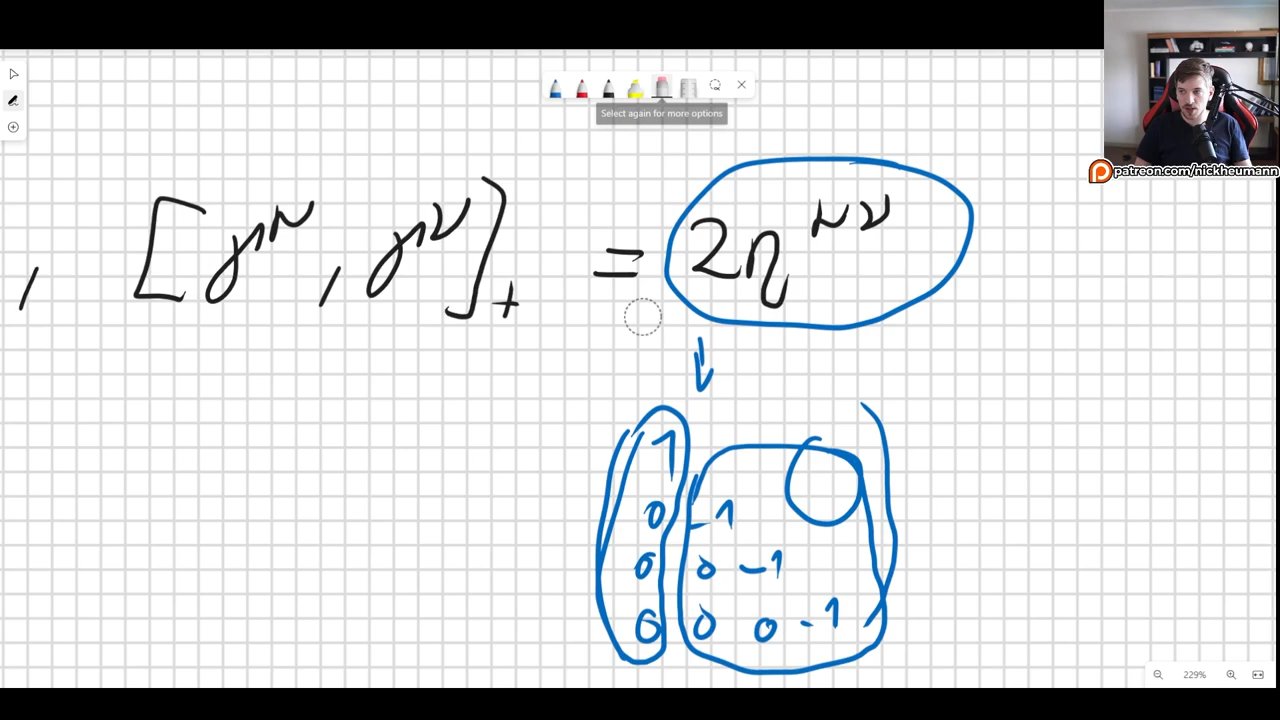 Select again for more options
patreon.com/nickheumann
, [γ^μ, γ^ν]_+ = 2η^μν
↓
1
0 -1
0 0 -1
0 0 0 -1
229%